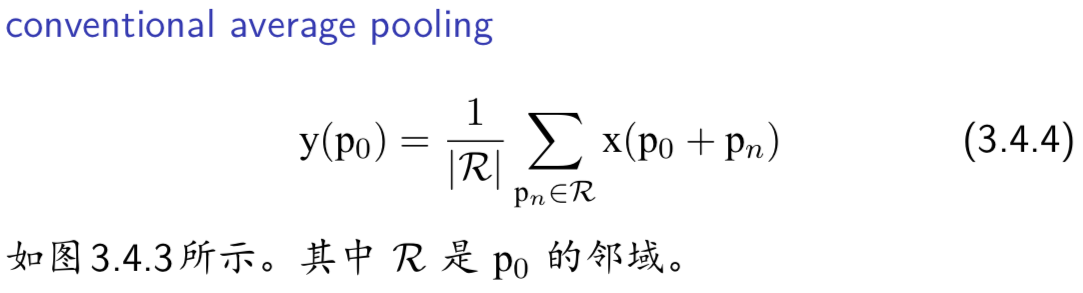 conventional average pooling
y(p₀) = 1/|ℛ| ∑_{pₙ∈ℛ} x(p₀ + pₙ) (3.4.4)
如图3.4.3所示。其中 ℛ 是 p₀ 的邻域。